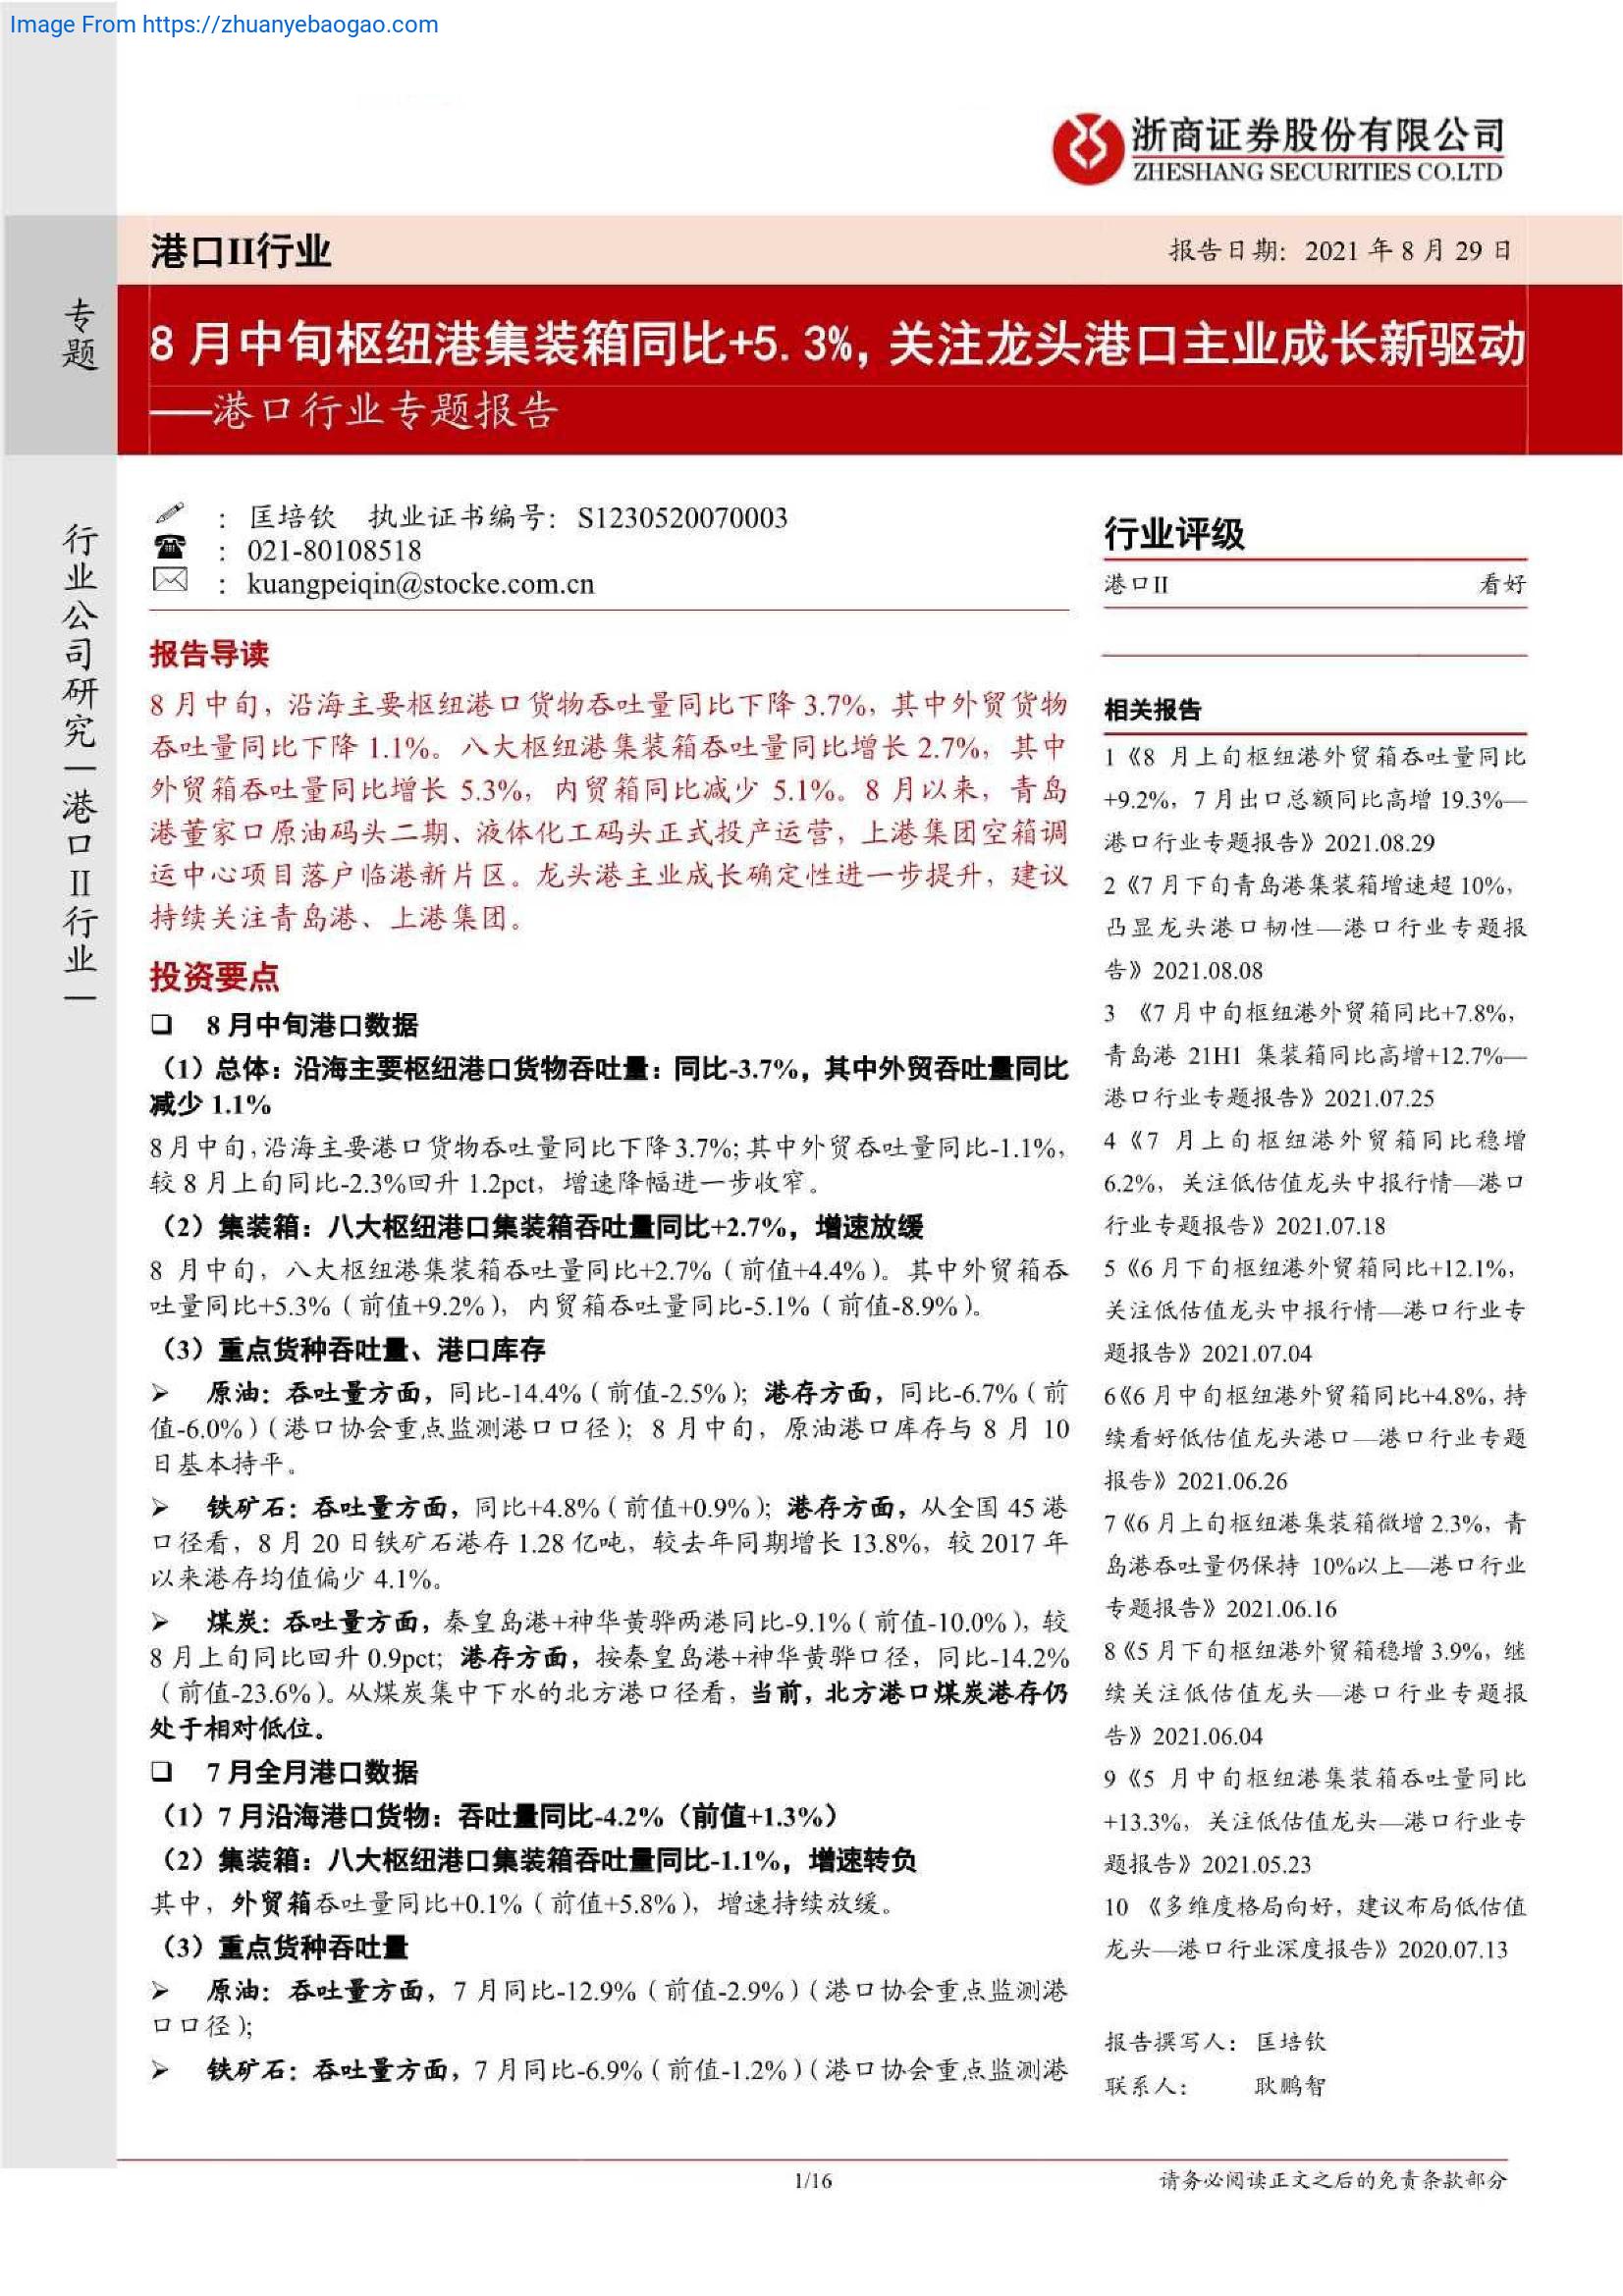 Image From https://zhuanyebaogao.com
浙商证券股份有限公司
ZHESHANG SECURITIES CO.LTD
港口II行业
报告日期：2021 年 8 月 29 日
专题
8 月中旬枢纽港集装箱同比+5.3%，关注龙头港口主业成长新驱动
——港口行业专题报告
行业公司研究|港口II行业|
： 匡培钦 执业证书编号：S1230520070003
： 021-80108518
： kuangpeiqin@stocke.com.cn
报告导读
8 月中旬，沿海主要枢纽港口货物吞吐量同比下降 3.7%，其中外贸货物
吞吐量同比下降 1.1%。八大枢纽港集装箱吞吐量同比增长 2.7%，其中
外贸箱吞吐量同比增长 5.3%，内贸箱同比减少 5.1%。8 月以来，青岛
港董家口原油码头二期、液体化工码头正式投产运营，上港集团空箱调
运中心项目落户临港新片区。龙头港主业成长确定性进一步提升，建议
持续关注青岛港、上港集团。
投资要点
❑ 8 月中旬港口数据
（1）总体：沿海主要枢纽港口货物吞吐量：同比-3.7%，其中外贸吞吐量同比
减少 1.1%
8 月中旬，沿海主要港口货物吞吐量同比下降 3.7%；其中外贸吞吐量同比-1.1%，
较 8 月上旬同比-2.3%回升 1.2pct，增速降幅进一步收窄。
（2）集装箱：八大枢纽港口集装箱吞吐量同比+2.7%，增速放缓
8 月中旬，八大枢纽港集装箱吞吐量同比+2.7%（前值+4.4%）。其中外贸箱吞
吐量同比+5.3%（前值+9.2%），内贸箱吞吐量同比-5.1%（前值-8.9%）。
（3）重点货种吞吐量、港口库存
➢ 原油：吞吐量方面，同比-14.4%（前值-2.5%）；港存方面，同比-6.7%（前
值-6.0%）（港口协会重点监测港口口径）；8 月中旬，原油港口库存与 8 月 10
日基本持平。
➢ 铁矿石：吞吐量方面，同比+4.8%（前值+0.9%）；港存方面，从全国 45 港
口径看，8 月 20 日铁矿石港存 1.28 亿吨，较去年同期增长 13.8%，较 2017 年
以来港存均值偏少 4.1%。
➢ 煤炭：吞吐量方面，秦皇岛港+神华黄骅两港同比-9.1%（前值-10.0%），较
8 月上旬同比回升 0.9pct；港存方面，按秦皇岛港+神华黄骅口径，同比-14.2%
（前值-23.6%）。从煤炭集中下水的北方港口径看，当前，北方港口煤炭港存仍
处于相对低位。
❑ 7 月全月港口数据
（1）7 月沿海港口货物：吞吐量同比-4.2%（前值+1.3%）
（2）集装箱：八大枢纽港口集装箱吞吐量同比-1.1%，增速转负
其中，外贸箱吞吐量同比+0.1%（前值+5.8%），增速持续放缓。
（3）重点货种吞吐量
➢ 原油：吞吐量方面，7 月同比-12.9%（前值-2.9%）（港口协会重点监测港
口口径）；
➢ 铁矿石：吞吐量方面，7 月同比-6.9%（前值-1.2%）（港口协会重点监测港
行业评级
港口II 看好
相关报告
1《8 月上旬枢纽港外贸箱吞吐量同比
+9.2%，7 月出口总额同比高增 19.3%—
港口行业专题报告》2021.08.29
2《7 月下旬青岛港集装箱增速超 10%，
凸显龙头港口韧性—港口行业专题报
告》2021.08.08
3 《7 月中旬枢纽港外贸箱同比+7.8%，
青岛港 21H1 集装箱同比高增+12.7%—
港口行业专题报告》2021.07.25
4《7 月上旬枢纽港外贸箱同比稳增
6.2%，关注低估值龙头中报行情—港口
行业专题报告》2021.07.18
5《6 月下旬枢纽港外贸箱同比+12.1%，
关注低估值龙头中报行情—港口行业专
题报告》2021.07.04
6《6 月中旬枢纽港外贸箱同比+4.8%，持
续看好低估值龙头港口—港口行业专题
报告》2021.06.26
7《6 月上旬枢纽港集装箱微增 2.3%，青
岛港吞吐量仍保持 10%以上—港口行业
专题报告》2021.06.16
8《5 月下旬枢纽港外贸箱稳增 3.9%，继
续关注低估值龙头—港口行业专题报
告》2021.06.04
9《5 月中旬枢纽港集装箱吞吐量同比
+13.3%，关注低估值龙头—港口行业专
题报告》2021.05.23
10 《多维度格局向好，建议布局低估值
龙头—港口行业深度报告》2020.07.13
报告撰写人： 匡培钦
联系人： 耿鹏智
1/16
请务必阅读正文之后的免责条款部分